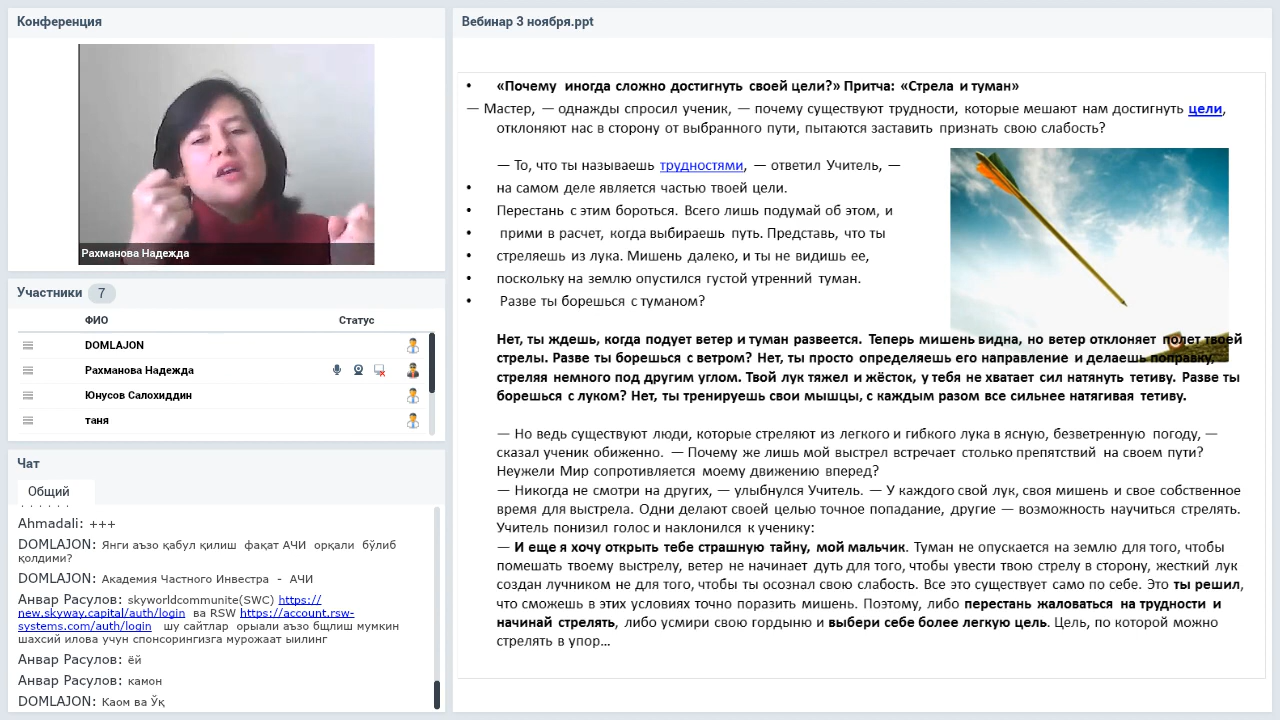 Конференция
Рахманова Надежда
Участники 7
ФИО Статус
DOMLAJON
Рахманова Надежда
Юнусов Салохиддин
таня
Чат
Общий
Ahmadali: +++
DOMLAJON: Янги аъзо қабул қилиш фақат АЧИ орқали бўлиб
қолдими?
DOMLAJON: Академия Частного Инвестра - АЧИ
Анвар Расулов: skyworldcommunite(SWC) https://
new.skyway.capital/auth/login ва RSW https://account.rsw-
systems.com/auth/login шу сайтлар орыали аъзо бщлиш мумкин
шахсий илова учун спонсорингизга мурожаат ыилинг
Анвар Расулов: ёй
Анвар Расулов: камон
DOMLAJON: Каом ва Ўқ
Вебинар 3 ноября.ppt
• «Почему иногда сложно достигнуть своей цели?» Притча: «Стрела и туман»
— Мастер, — однажды спросил ученик, — почему существуют трудности, которые мешают нам достигнуть цели,
отклоняют нас в сторону от выбранного пути, пытаются заставить признать свою слабость?
— То, что ты называешь трудностями, — ответил Учитель, —
• на самом деле является частью твоей цели.
• Перестань с этим бороться. Всего лишь подумай об этом, и
• прими в расчет, когда выбираешь путь. Представь, что ты
• стреляешь из лука. Мишень далеко, и ты не видишь ее,
• поскольку на землю опустился густой утренний туман.
• Разве ты борешься с туманом?
Нет, ты ждешь, когда подует ветер и туман развеется. Теперь мишень видна, но ветер отклоняет полет твоей
стрелы. Разве ты борешься с ветром? Нет, ты просто определяешь его направление и делаешь поправку,
стреляя немного под другим углом. Твой лук тяжел и жёсток, у тебя не хватает сил натянуть тетиву. Разве ты
борешься с луком? Нет, ты тренируешь свои мышцы, с каждым разом все сильнее натягивая тетиву.
— Но ведь существуют люди, которые стреляют из легкого и гибкого лука в ясную, безветренную погоду, —
сказал ученик обиженно. — Почему же лишь мой выстрел встречает столько препятствий на своем пути?
Неужели Мир сопротивляется моему движению вперед?
— Никогда не смотри на других, — улыбнулся Учитель. — У каждого свой лук, своя мишень и свое собственное
время для выстрела. Одни делают своей целью точное попадание, другие — возможность научиться стрелять.
Учитель понизил голос и наклонился к ученику:
— И еще я хочу открыть тебе страшную тайну, мой мальчик. Туман не опускается на землю для того, чтобы
помешать твоему выстрелу, ветер не начинает дуть для того, чтобы увести твою стрелу в сторону, жесткий лук
создан лучником не для того, чтобы ты осознал свою слабость. Все это существует само по себе. Это ты решил,
что сможешь в этих условиях точно поразить мишень. Поэтому, либо перестань жаловаться на трудности и
начинай стрелять, либо усмири свою гордыню и выбери себе более легкую цель. Цель, по которой можно
стрелять в упор…